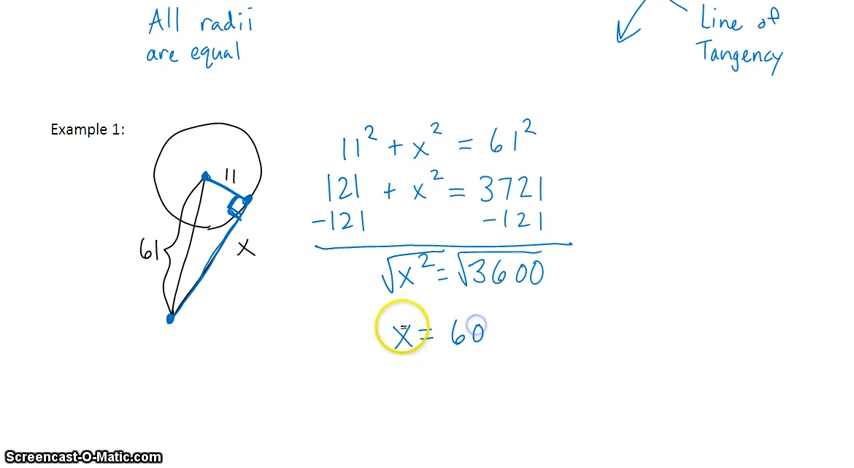 All radii
are equal
Line of
Tangency
Example 1:
11
61
x
11² + x² = 61²
121 + x² = 3721
-121 -121
√x² = √3600
x = 60
Screencast-O-Matic.com